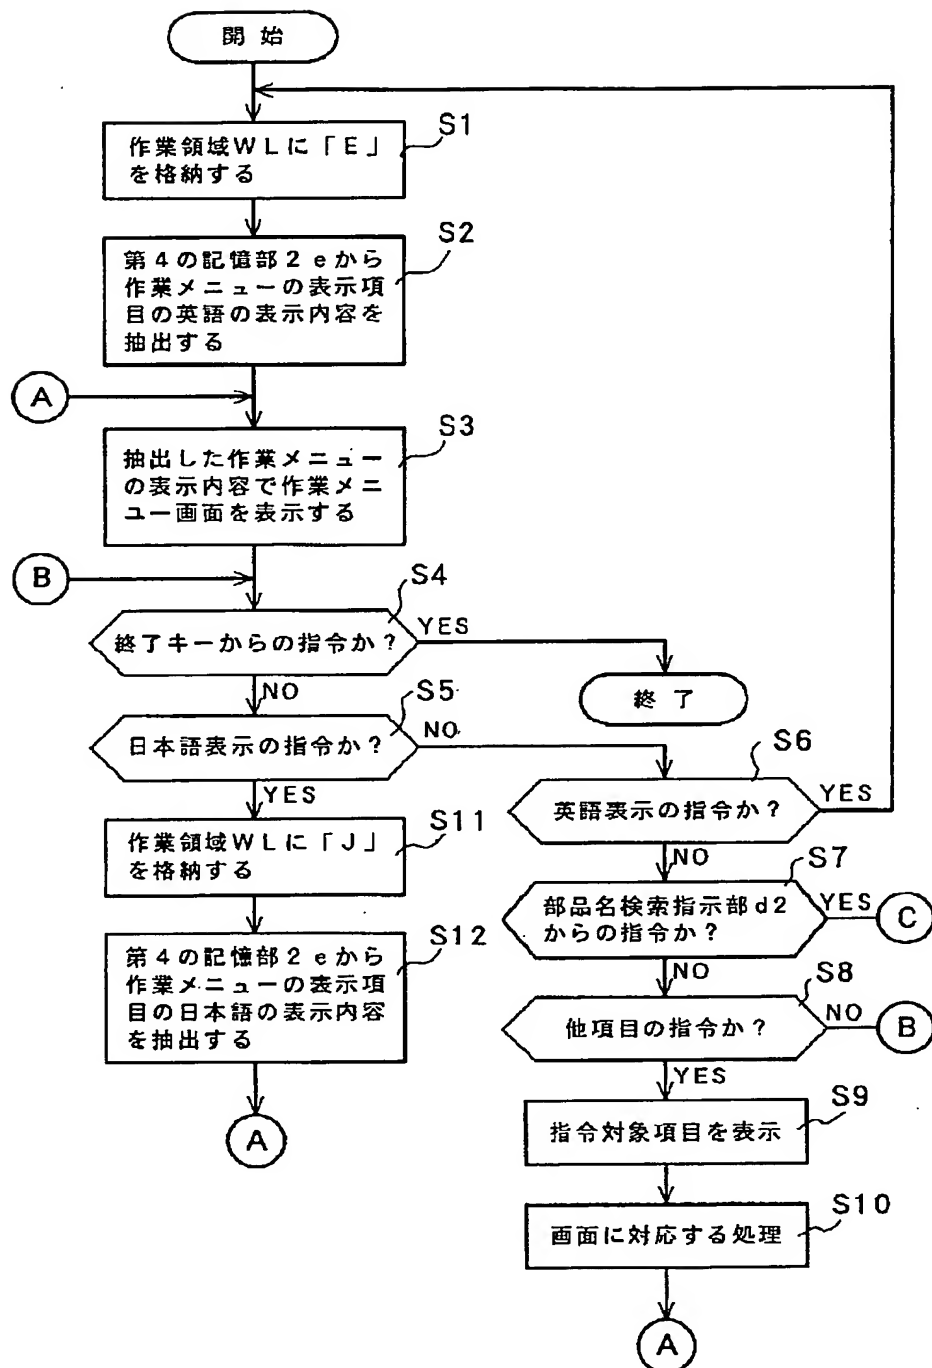 開始
S1
作業領域WLに「E」
を格納する
S2
第4の記憶部2eから
作業メニューの表示項
目の英語の表示内容を
抽出する
A
S3
抽出した作業メニュー
の表示内容で作業メニ
ュー画面を表示する
B
S4
終了キーからの指令か?
YES
終了
NO
S5
日本語表示の指令か?
NO
S6
英語表示の指令か?
YES
YES
S11
作業領域WLに「J」
を格納する
NO
S7
部品名検索指示部d2
からの指令か?
YES
C
S12
第4の記憶部2eから
作業メニューの表示項
目の日本語の表示内容
を抽出する
A
NO
S8
他項目の指令か?
NO
B
YES
S9
指令対象項目を表示
S10
画面に対応する処理
A